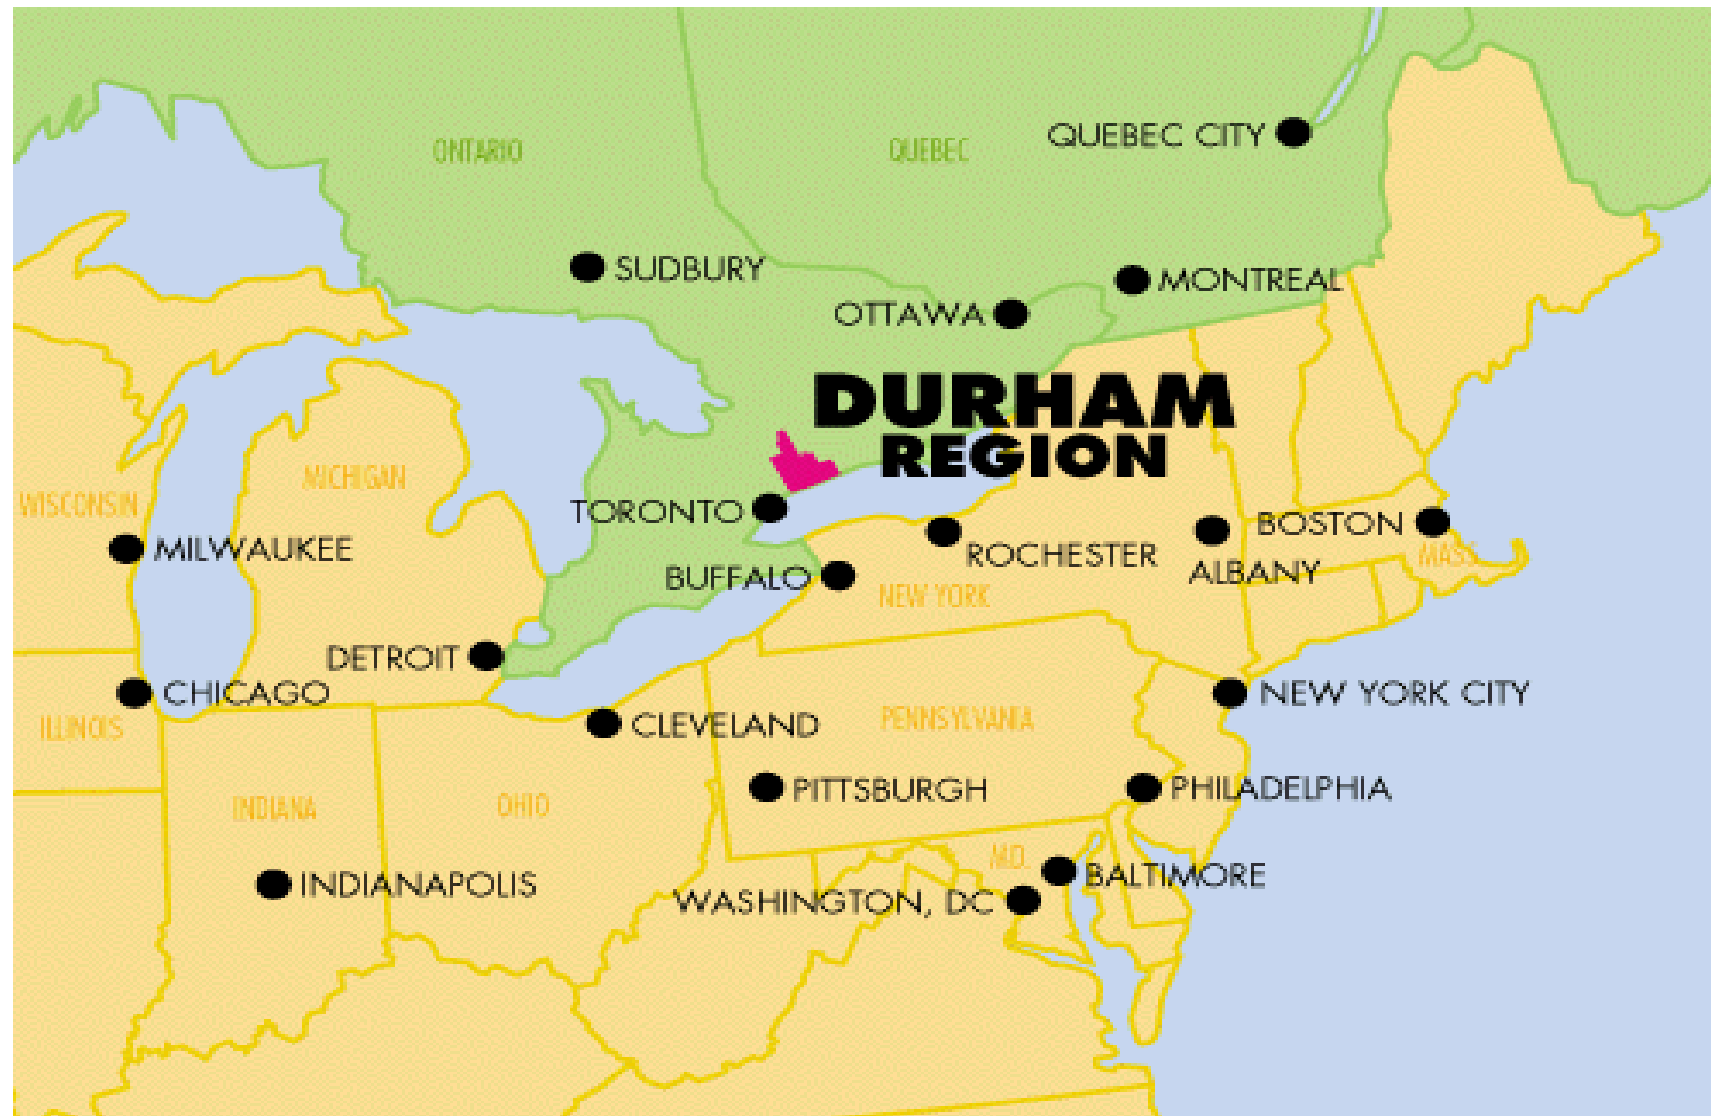 QUEBEC CITY
ONTARIO
QUEBEC
SUDBURY
MONTREAL
OTTAWA
DURHAM
REGION
MICHIGAN
WISCONSIN
TORONTO
BOSTON
MILWAUKEE
ROCHESTER
MASS.
BUFFALO
ALBANY
NEW YORK
DETROIT
CHICAGO
NEW YORK CITY
ILLINOIS
CLEVELAND
PENNSYLVANIA
PITTSBURGH
PHILADELPHIA
INDIANA
OHIO
M.D.
BALTIMORE
INDIANAPOLIS
WASHINGTON, DC